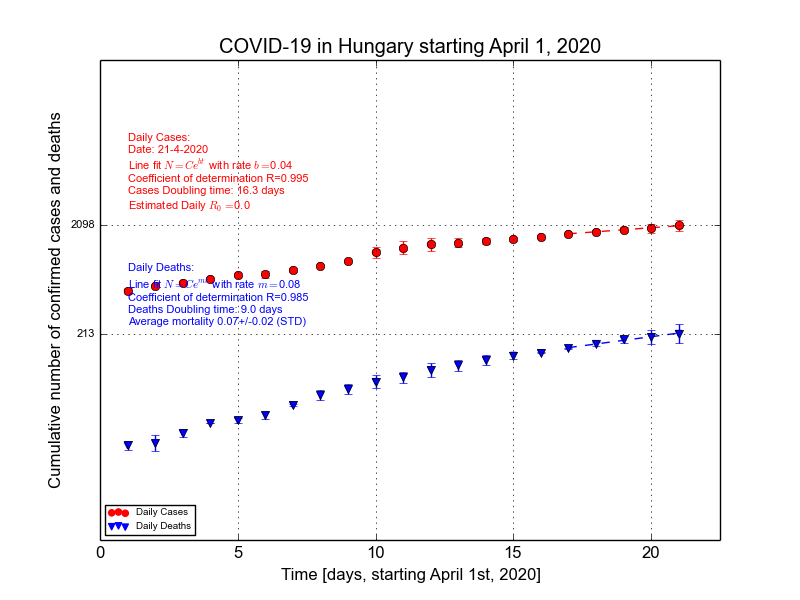 COVID-19 in Hungary starting April 1, 2020
Cumulative number of confirmed cases and deaths
Daily Cases:
Date: 21-4-2020
Line fit N = Ce^{bt} with rate b =0.04
Coefficient of determination R=0.995
Cases Doubling time: 16.3 days
Estimated Daily R_0 =0.0
2098
Daily Deaths:
Line fit N = Ce^{mt} with rate m =0.08
Coefficient of determination R=0.985
Deaths Doubling time: 9.0 days
Average mortality 0.07+/-0.02 (STD)
213
Daily Cases
Daily Deaths
0 5 10 15 20
Time [days, starting April 1st, 2020]